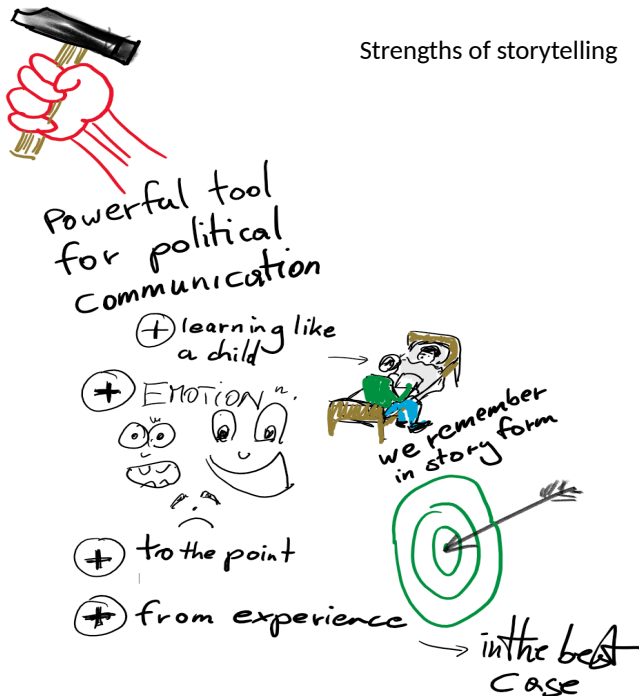 Strengths of storytelling
Powerful tool
for political
communication
+ learning like
a child
+ EMOTION
we remember
in story form
+ to the point
+ from experience
in the best
case